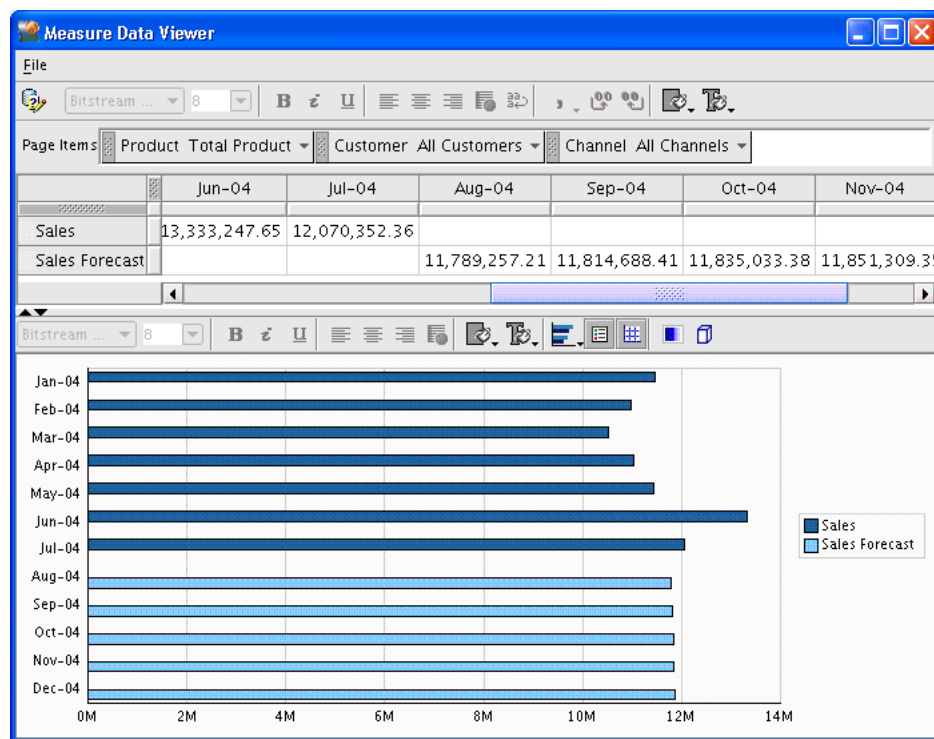 Measure Data Viewer
File
Bitstream ... 8 B i U
Page Items Product Total Product Customer All Customers Channel All Channels
Jun-04 Jul-04 Aug-04 Sep-04 Oct-04 Nov-04
Sales 13,333,247.65 12,070,352.36
Sales Forecast 11,789,257.21 11,814,688.41 11,835,033.38 11,851,309.35
Bitstream ... 8 B i U
Jan-04
Feb-04
Mar-04
Apr-04
May-04
Jun-04
Jul-04
Aug-04
Sep-04
Oct-04
Nov-04
Dec-04
0M 2M 4M 6M 8M 10M 12M 14M
Sales
Sales Forecast